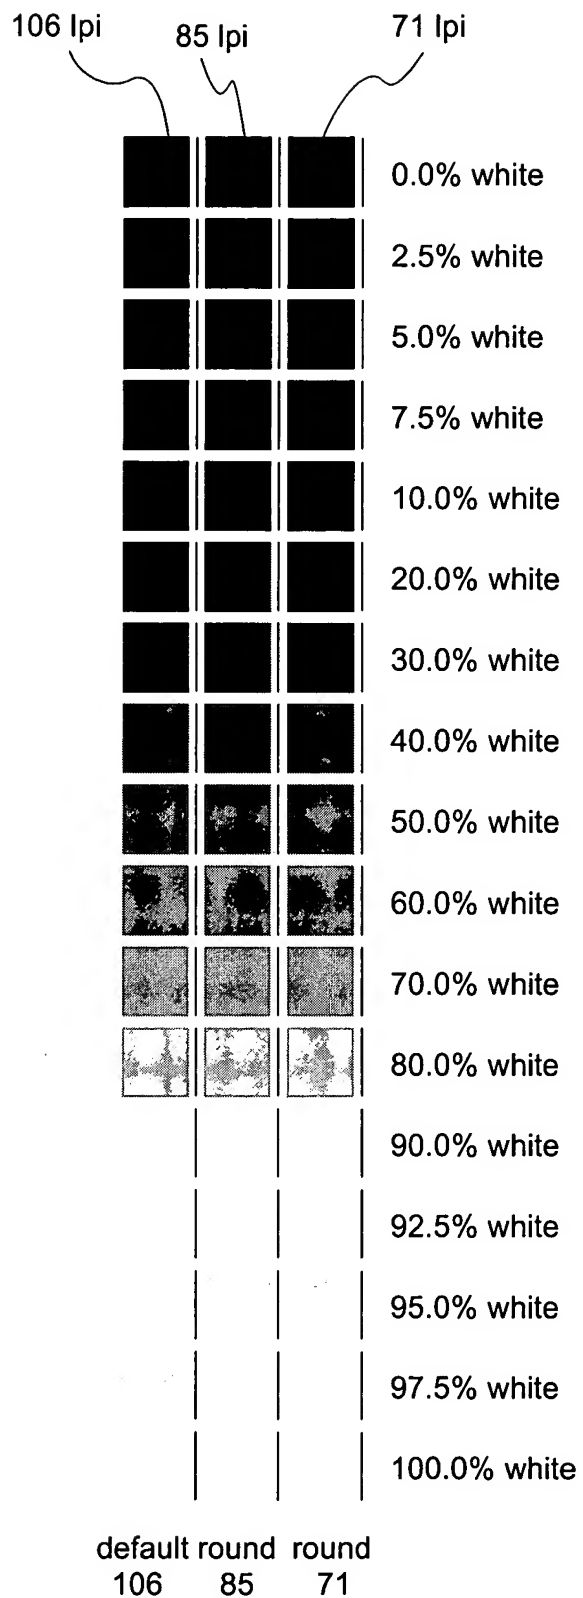 106 lpi 85 lpi 71 lpi
0.0% white
2.5% white
5.0% white
7.5% white
10.0% white
20.0% white
30.0% white
40.0% white
50.0% white
60.0% white
70.0% white
80.0% white
90.0% white
92.5% white
95.0% white
97.5% white
100.0% white
default round round
106 85 71